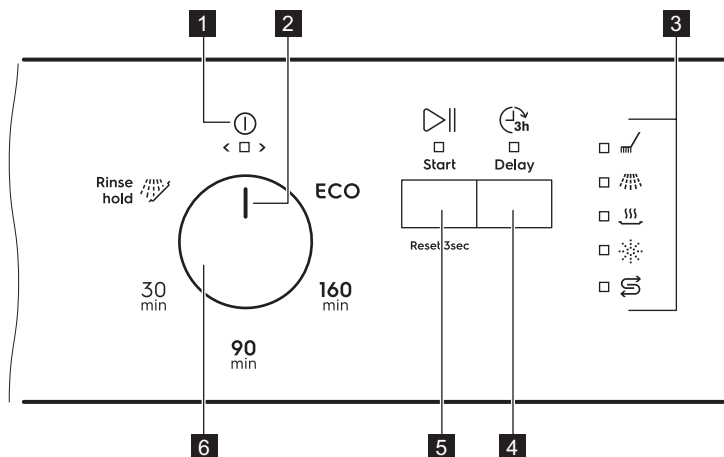 1
2
3
3h
Start
Delay
Rinse
hold
ECO
Reset 3sec
30
min
160
min
90
min
6
5
4